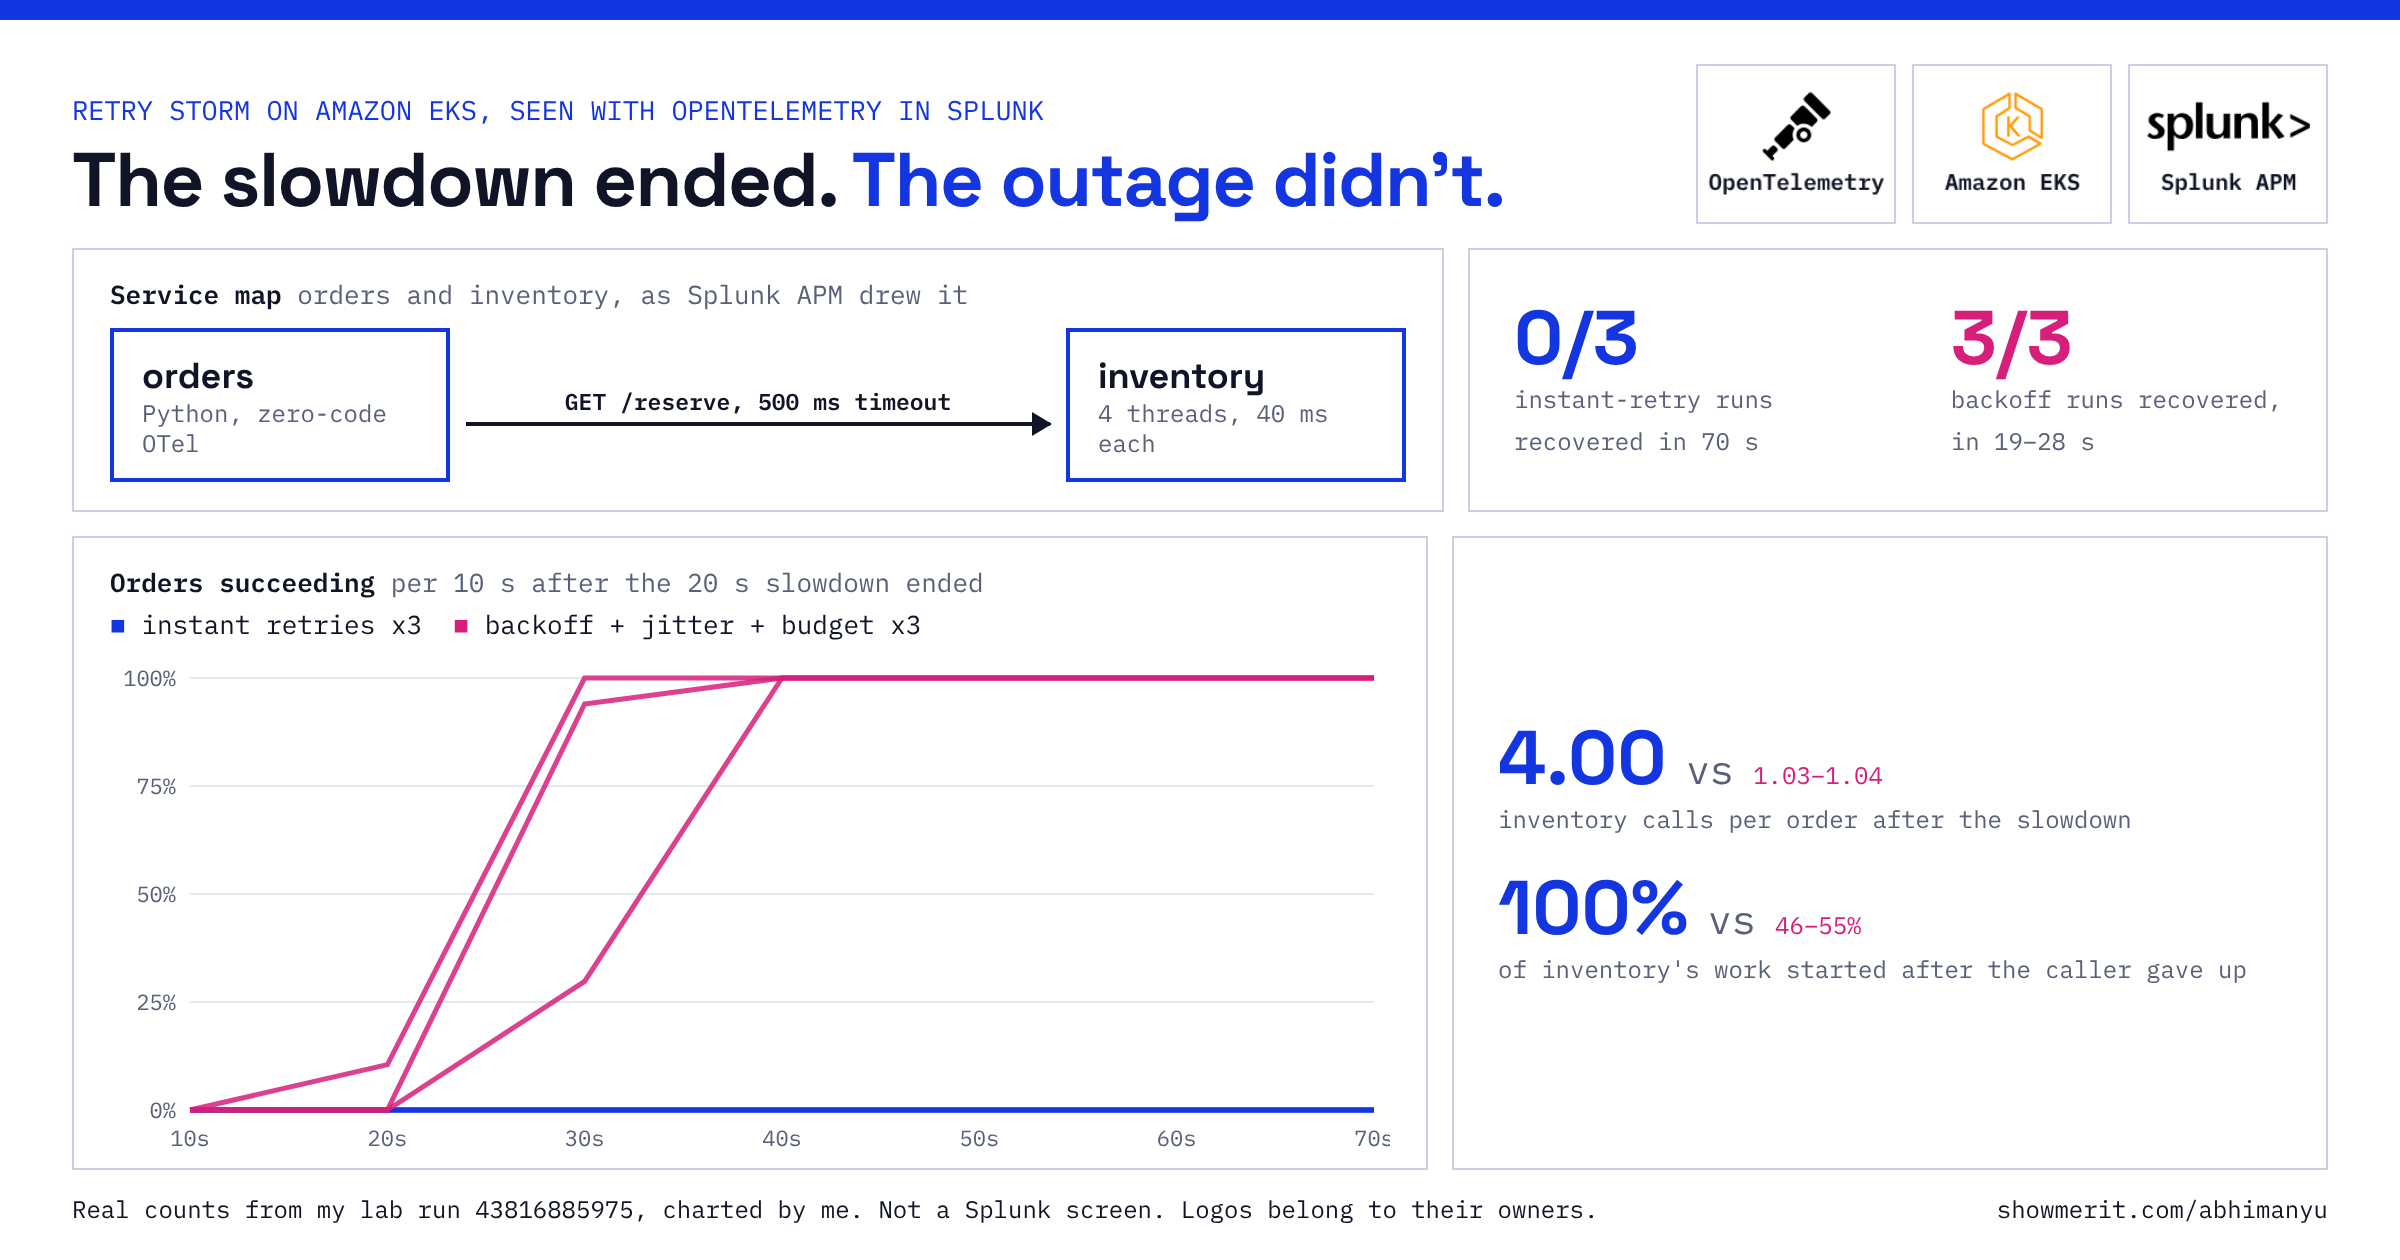 RETRY STORM ON AMAZON EKS, SEEN WITH OPENTELEMETRY IN SPLUNK
The slowdown ended. The outage didn’t.
OpenTelemetry
K
Amazon EKS
splunk>
Splunk APM
Service map orders and inventory, as Splunk APM drew it
orders
Python, zero-code
OTel
GET /reserve, 500 ms timeout
inventory
4 threads, 40 ms
each
0/3
instant-retry runs
recovered in 70 s
3/3
backoff runs recovered,
in 19–28 s
Orders succeeding per 10 s after the 20 s slowdown ended
instant retries x3
backoff + jitter + budget x3
100%
75%
50%
25%
0%
10s
20s
30s
40s
50s
60s
70s
4.00 vs 1.03–1.04
inventory calls per order after the slowdown
100% vs 46–55%
of inventory's work started after the caller gave up
Real counts from my lab run 43816885975, charted by me. Not a Splunk screen. Logos belong to their owners.
showmerit.com/abhimanyu